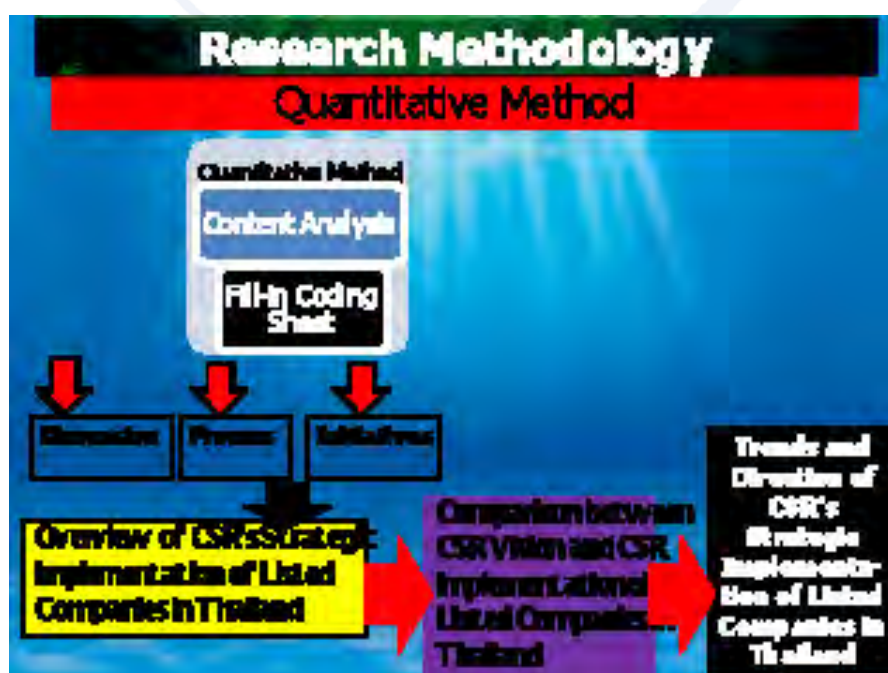 Research Methodology
Quantitative Method
Quantitative Method
Content Analysis
Fill-in Coding
Sheet
Process
Initiatives
Overview of CSR's Strategic
Implementation of Listed
Companies in Thailand
Comparison between
CSR Vision and CSR
Implementation of
Listed Companies in
Thailand
Trends and
Direction of
CSR's
Strategic
Implementa-
tion of Listed
Companies in
Thailand